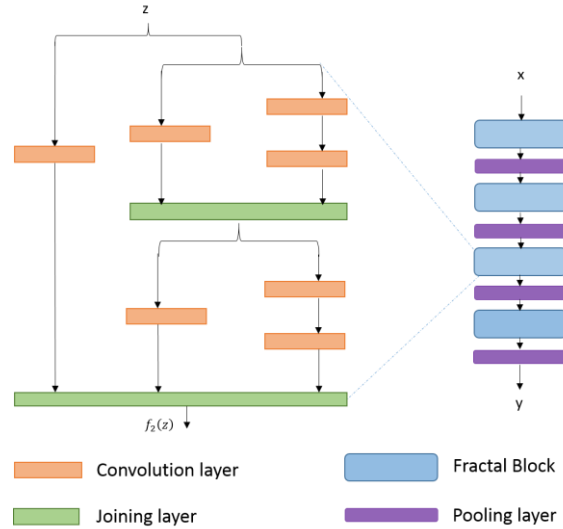 z
x
y
f₂(z)
Convolution layer
Fractal Block
Joining layer
Pooling layer